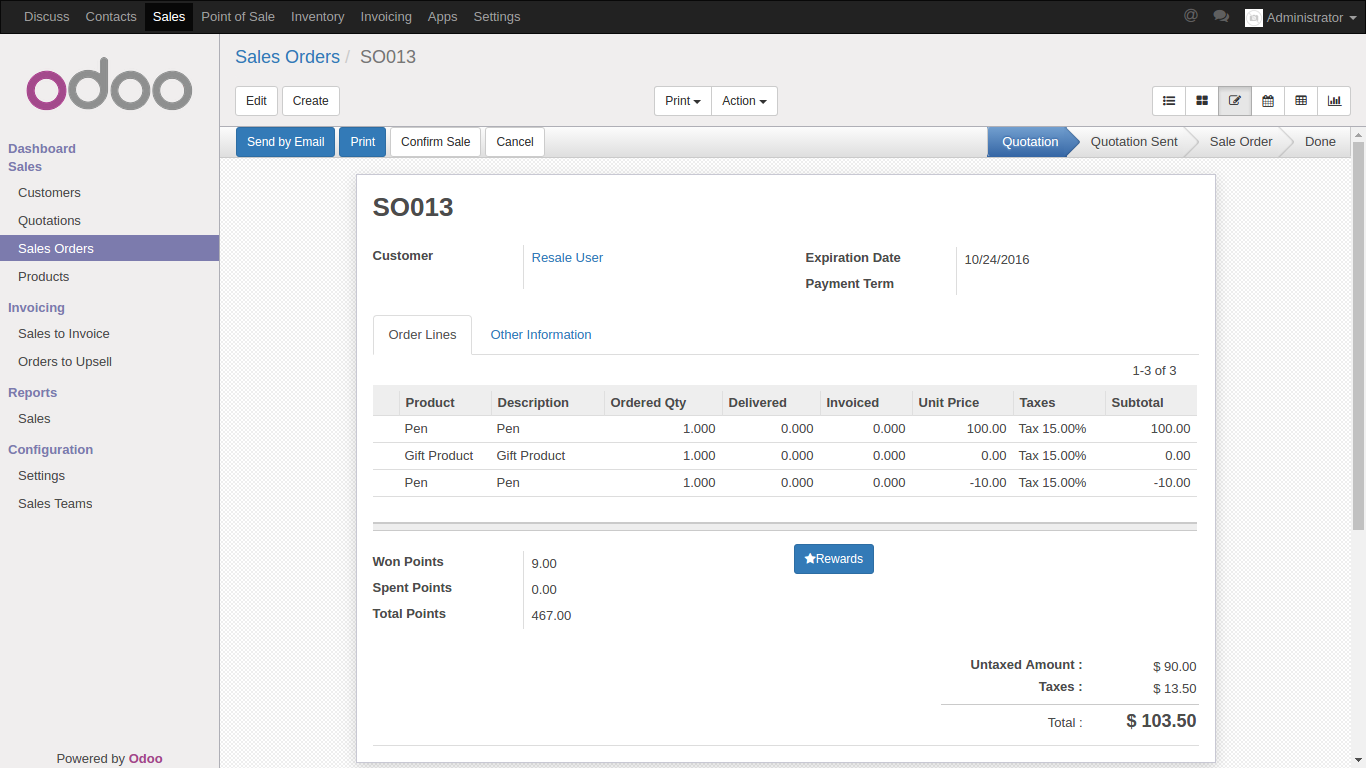 Discuss Contacts Sales Point of Sale Inventory Invoicing Apps Settings @ Administrator
odoo
Sales Orders / SO013
Edit Create Print Action
Send by Email Print Confirm Sale Cancel Quotation Quotation Sent Sale Order Done
Dashboard
Sales
Customers
Quotations
Sales Orders
Products
Invoicing
Sales to Invoice
Orders to Upsell
Reports
Sales
Configuration
Settings
Sales Teams
Powered by Odoo
SO013
Customer Resale User Expiration Date 10/24/2016
Payment Term
Order Lines Other Information
1-3 of 3
Product Description Ordered Qty Delivered Invoiced Unit Price Taxes Subtotal
Pen Pen 1.000 0.000 0.000 100.00 Tax 15.00% 100.00
Gift Product Gift Product 1.000 0.000 0.000 0.00 Tax 15.00% 0.00
Pen Pen 1.000 0.000 0.000 -10.00 Tax 15.00% -10.00
Won Points 9.00 Rewards
Spent Points 0.00
Total Points 467.00
Untaxed Amount : $ 90.00
Taxes : $ 13.50
Total : $ 103.50